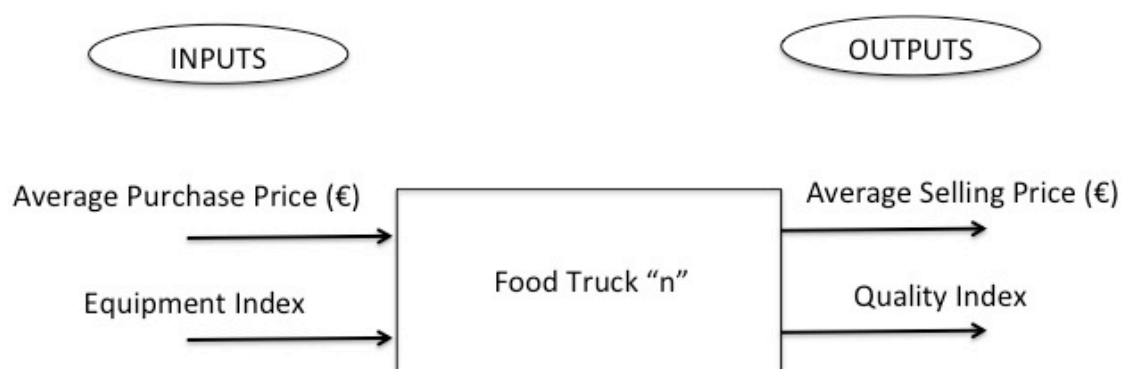 INPUTS
OUTPUTS
Average Purchase Price (€)
Average Selling Price (€)
Food Truck “n”
Equipment Index
Quality Index